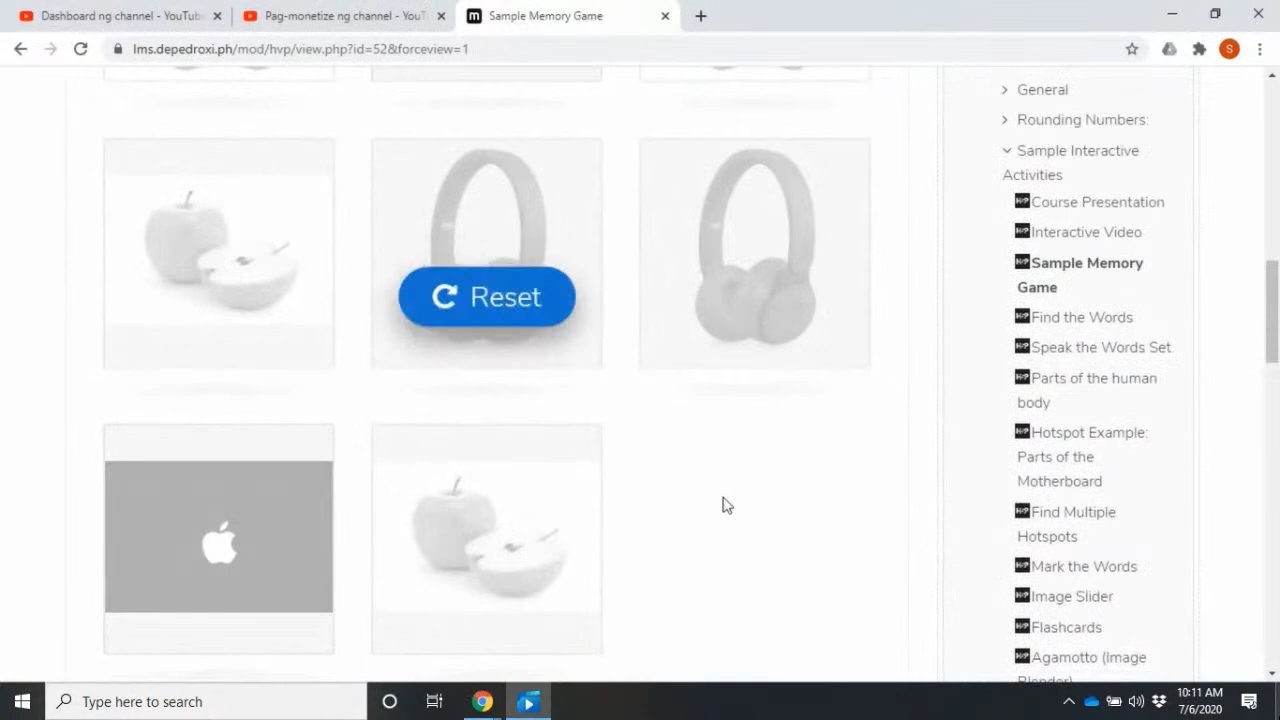 Dashboard ng channel - YouTube
Pag-monetize ng channel - YouT
Sample Memory Game
lms.depedroxi.ph/mod/hvp/view.php?id=52&forceview=1
S
General
Rounding Numbers:
Sample Interactive
Activities
Course Presentation
Interactive Video
Sample Memory
Game
Find the Words
Speak the Words Set
Parts of the human
body
Hotspot Example:
Parts of the
Motherboard
Find Multiple
Hotspots
Mark the Words
Image Slider
Flashcards
Agamotto (Image
Blender)
Reset
Type here to search
10:11 AM
7/6/2020